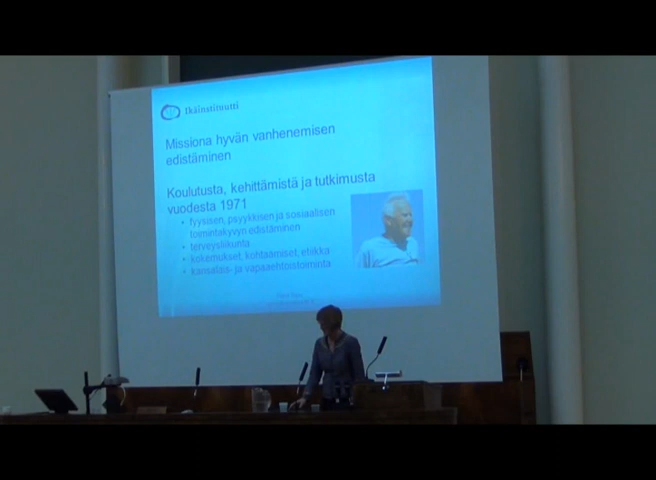 Ikäinstituutti
Missiona hyvän vanhenemisen
edistäminen
Koulutusta, kehittämistä ja tutkimusta
vuodesta 1971
• fyysisen, psyykkisen ja sosiaalisen
toimintakyvyn edistäminen
• terveysliikunta
• kokemukset, kohtaamiset, etiikka
• kansalais- ja vapaaehtoistoiminta